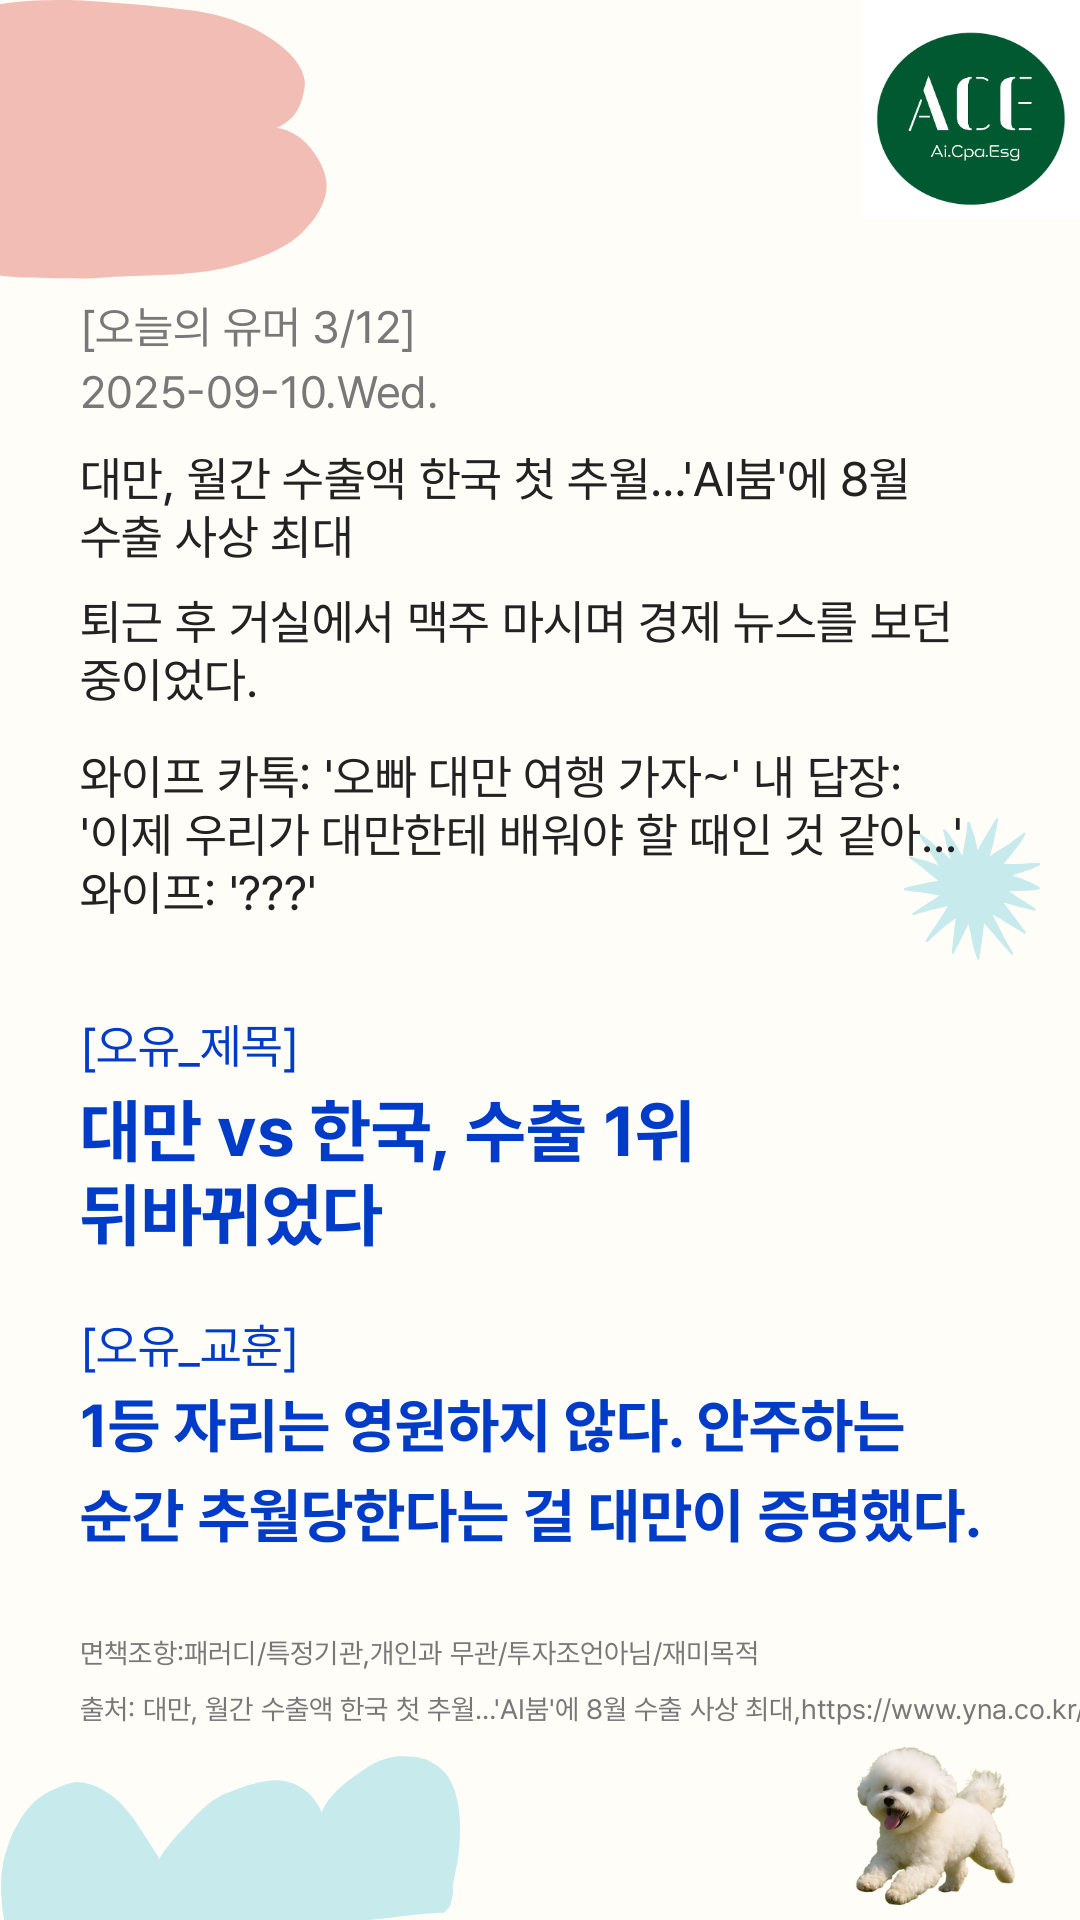 ACE
Ai.Cpa.Esg
[오늘의 유머 3/12]
2025-09-10.Wed.
대만, 월간 수출액 한국 첫 추월...'AI붐'에 8월
수출 사상 최대
퇴근 후 거실에서 맥주 마시며 경제 뉴스를 보던
중이었다.
와이프 카톡: '오빠 대만 여행 가자~' 내 답장:
'이제 우리가 대만한테 배워야 할 때인 것 같아...'
와이프: '???'
[오유_제목]
대만 vs 한국, 수출 1위
뒤바뀌었다
[오유_교훈]
1등 자리는 영원하지 않다. 안주하는
순간 추월당한다는 걸 대만이 증명했다.
면책조항:패러디/특정기관,개인과 무관/투자조언아님/재미목적
출처: 대만, 월간 수출액 한국 첫 추월...'AI붐'에 8월 수출 사상 최대,https://www.yna.co.kr/